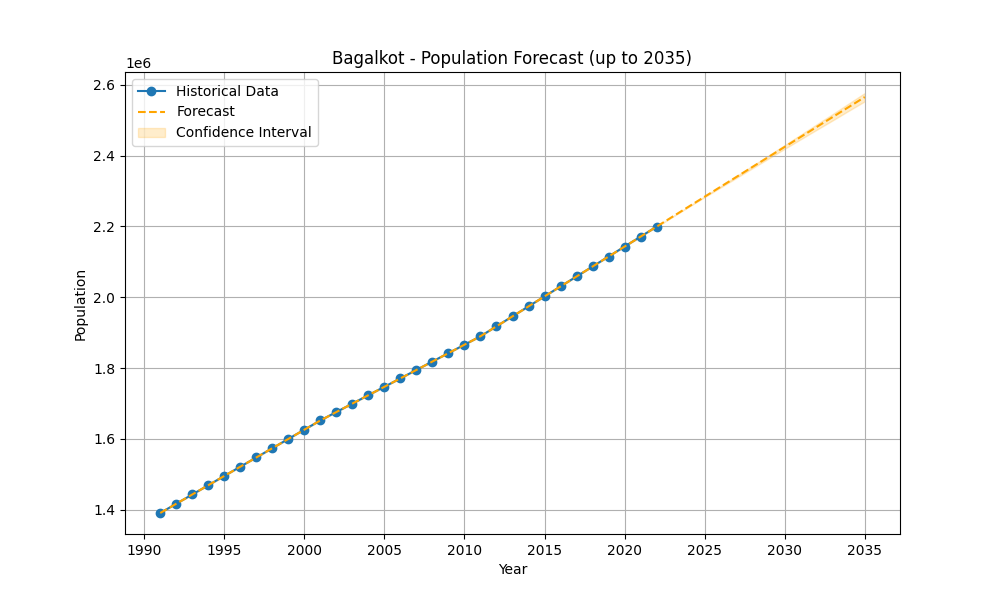 Bagalkot - Population Forecast (up to 2035)
1e6
Historical Data
Forecast
Confidence Interval
2.6
2.4
2.2
2.0
1.8
1.6
1.4
Population
1990 1995 2000 2005 2010 2015 2020 2025 2030 2035
Year